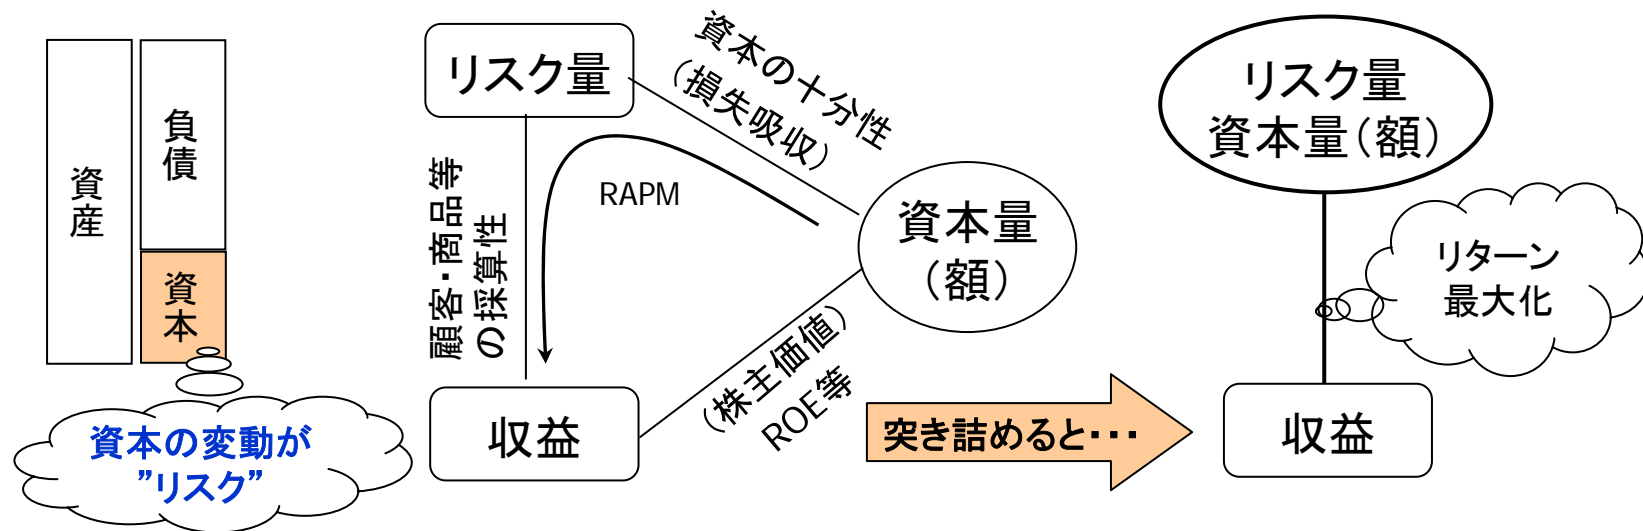 資産
負債
資本
資本の変動が
”リスク”
リスク量
資本の十分性
（損失吸収）
顧客・商品等
の採算性
RAPM
資本量
（額）
収益
（株主価値）
ROE等
突き詰めると・・・
リスク量
資本量（額）
リターン
最大化
収益